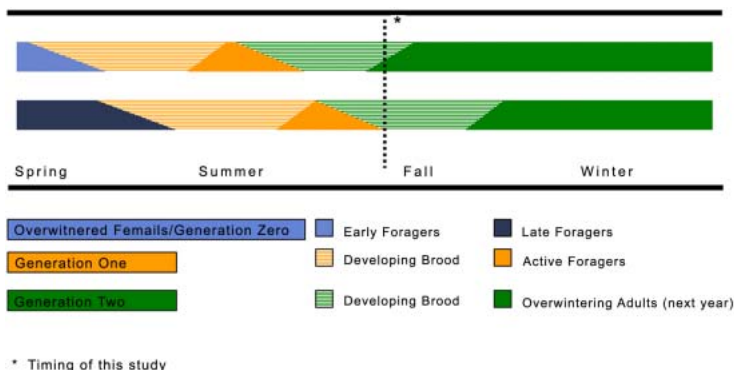 *
Spring Summer Fall Winter
Overwitnered Femails/Generation Zero Early Foragers Late Foragers
Generation One Developing Brood Active Foragers
Generation Two Developing Brood Overwintering Adults (next year)
* Timing of this study